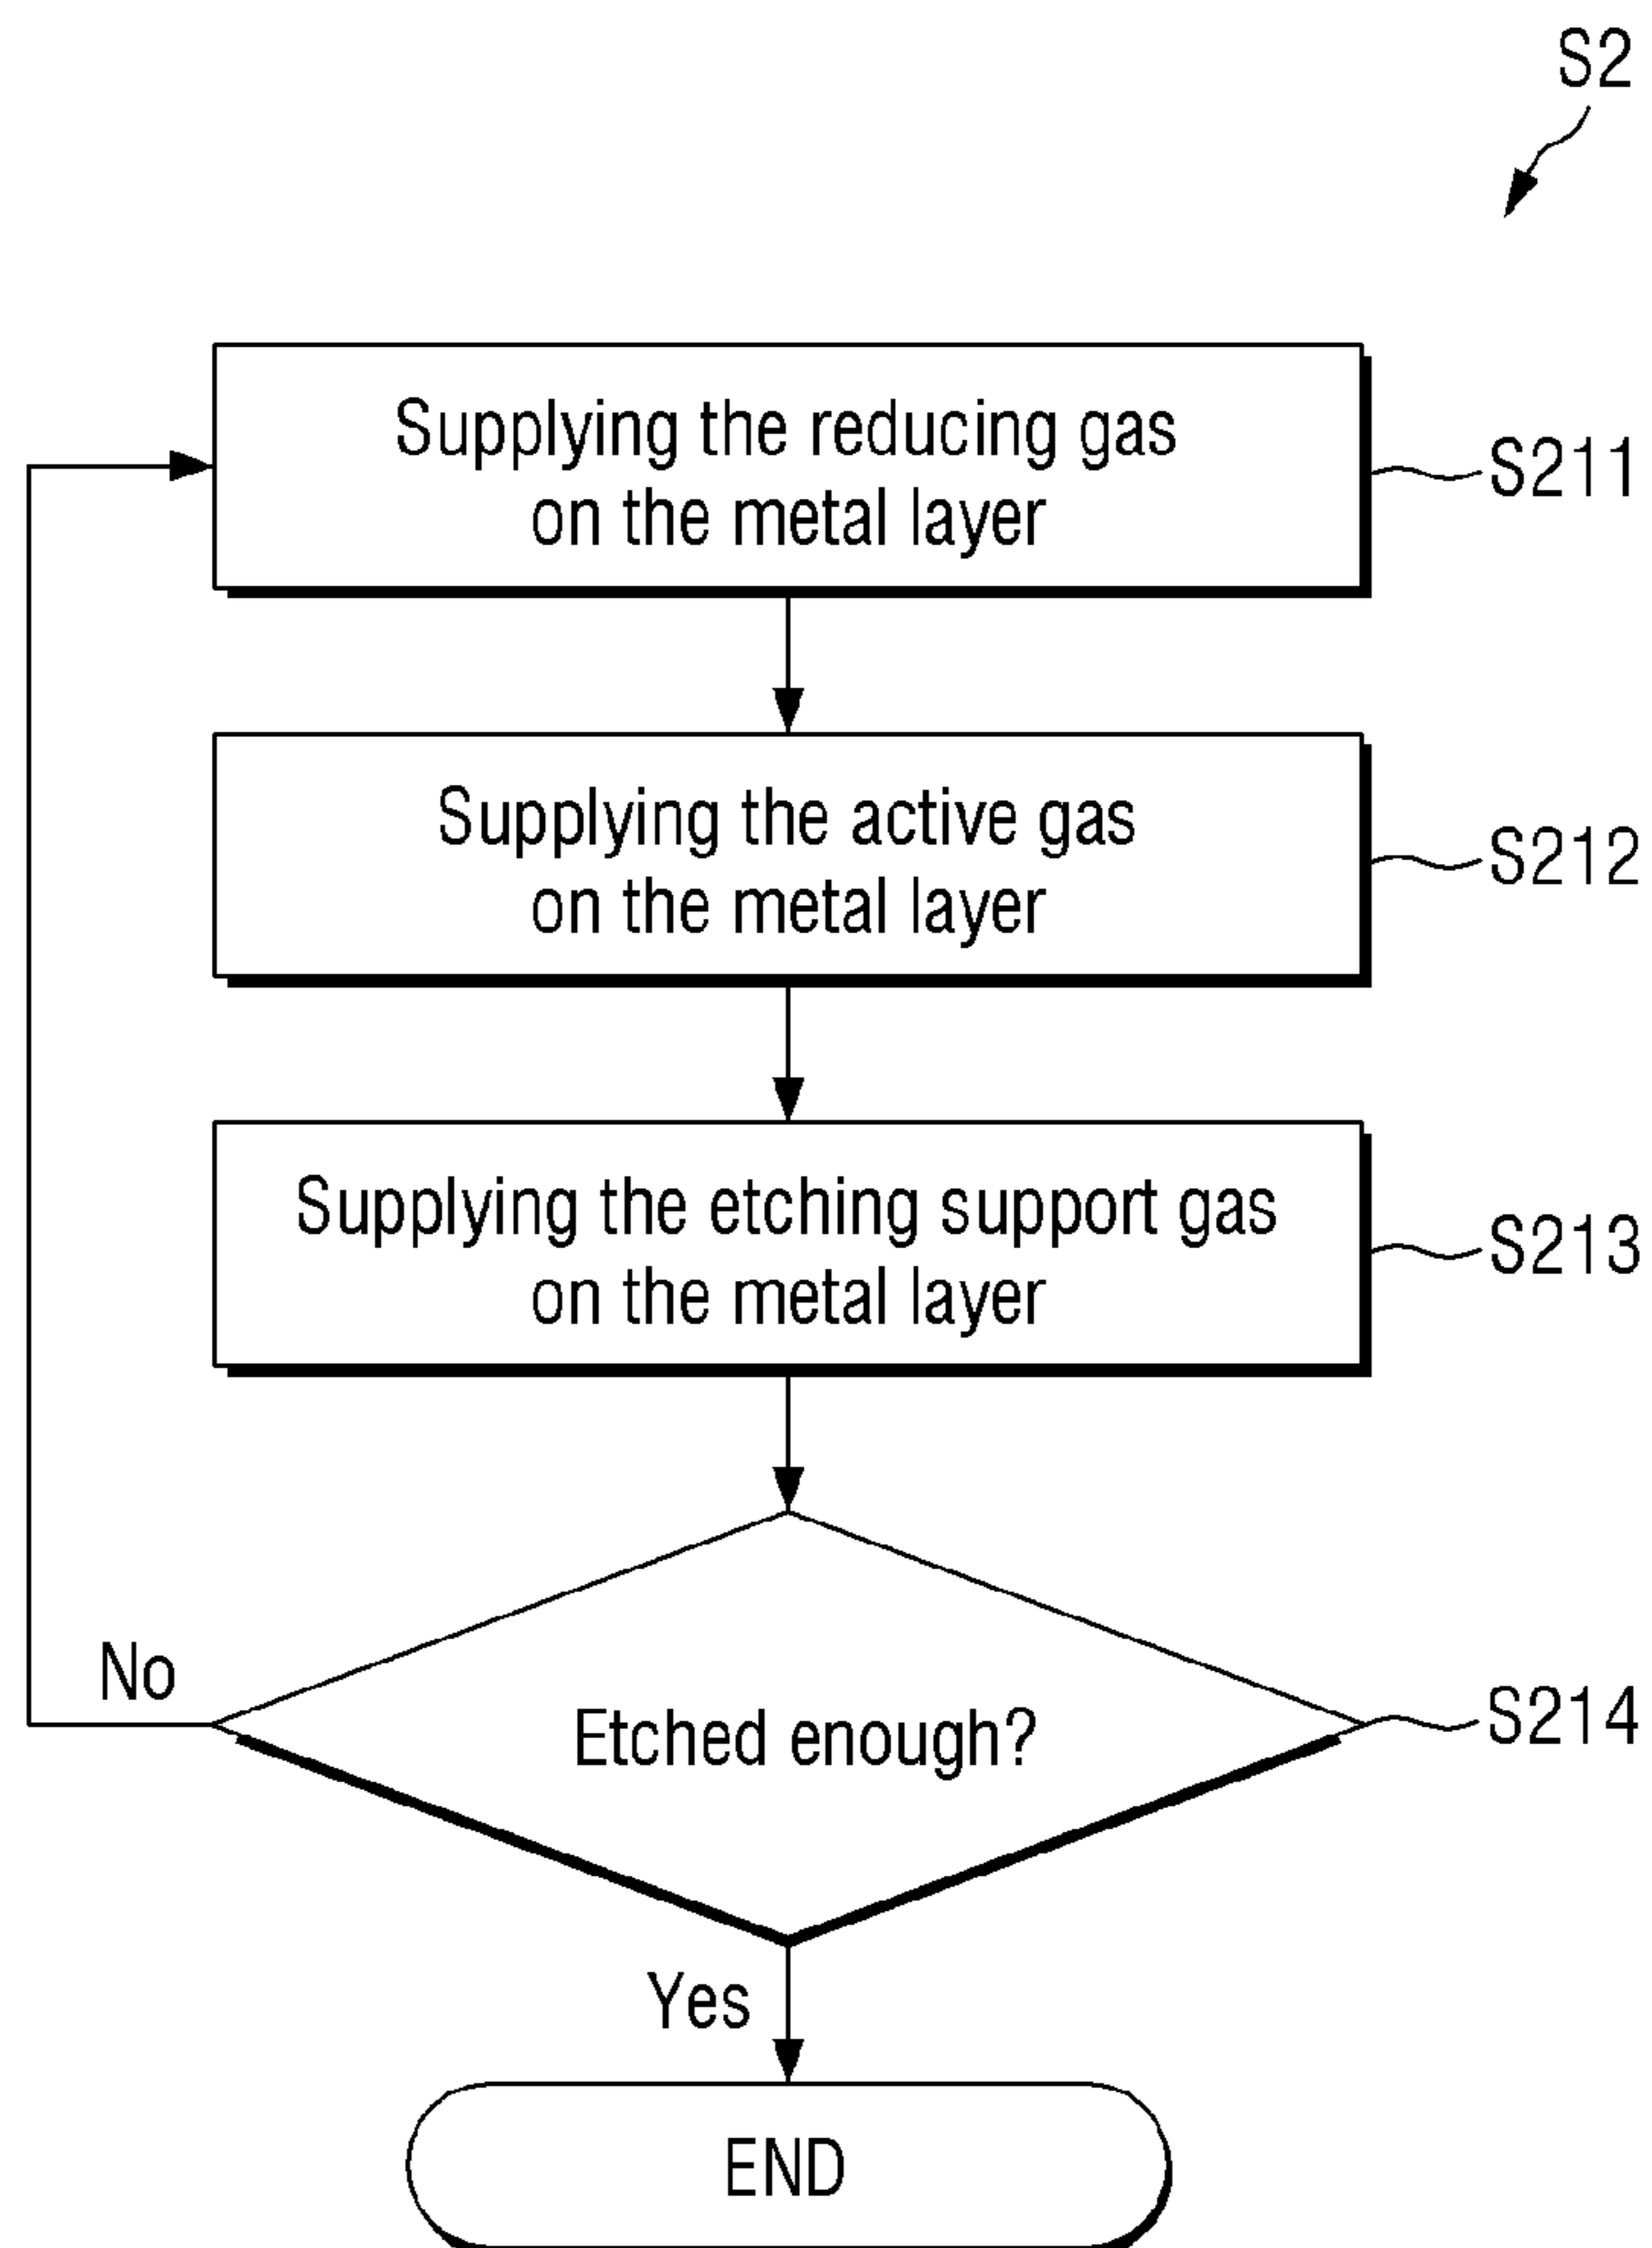 S2
Supplying the reducing gas
on the metal layer
S211
Supplying the active gas
on the metal layer
S212
Supplying the etching support gas
on the metal layer
S213
No
Etched enough?
S214
Yes
END